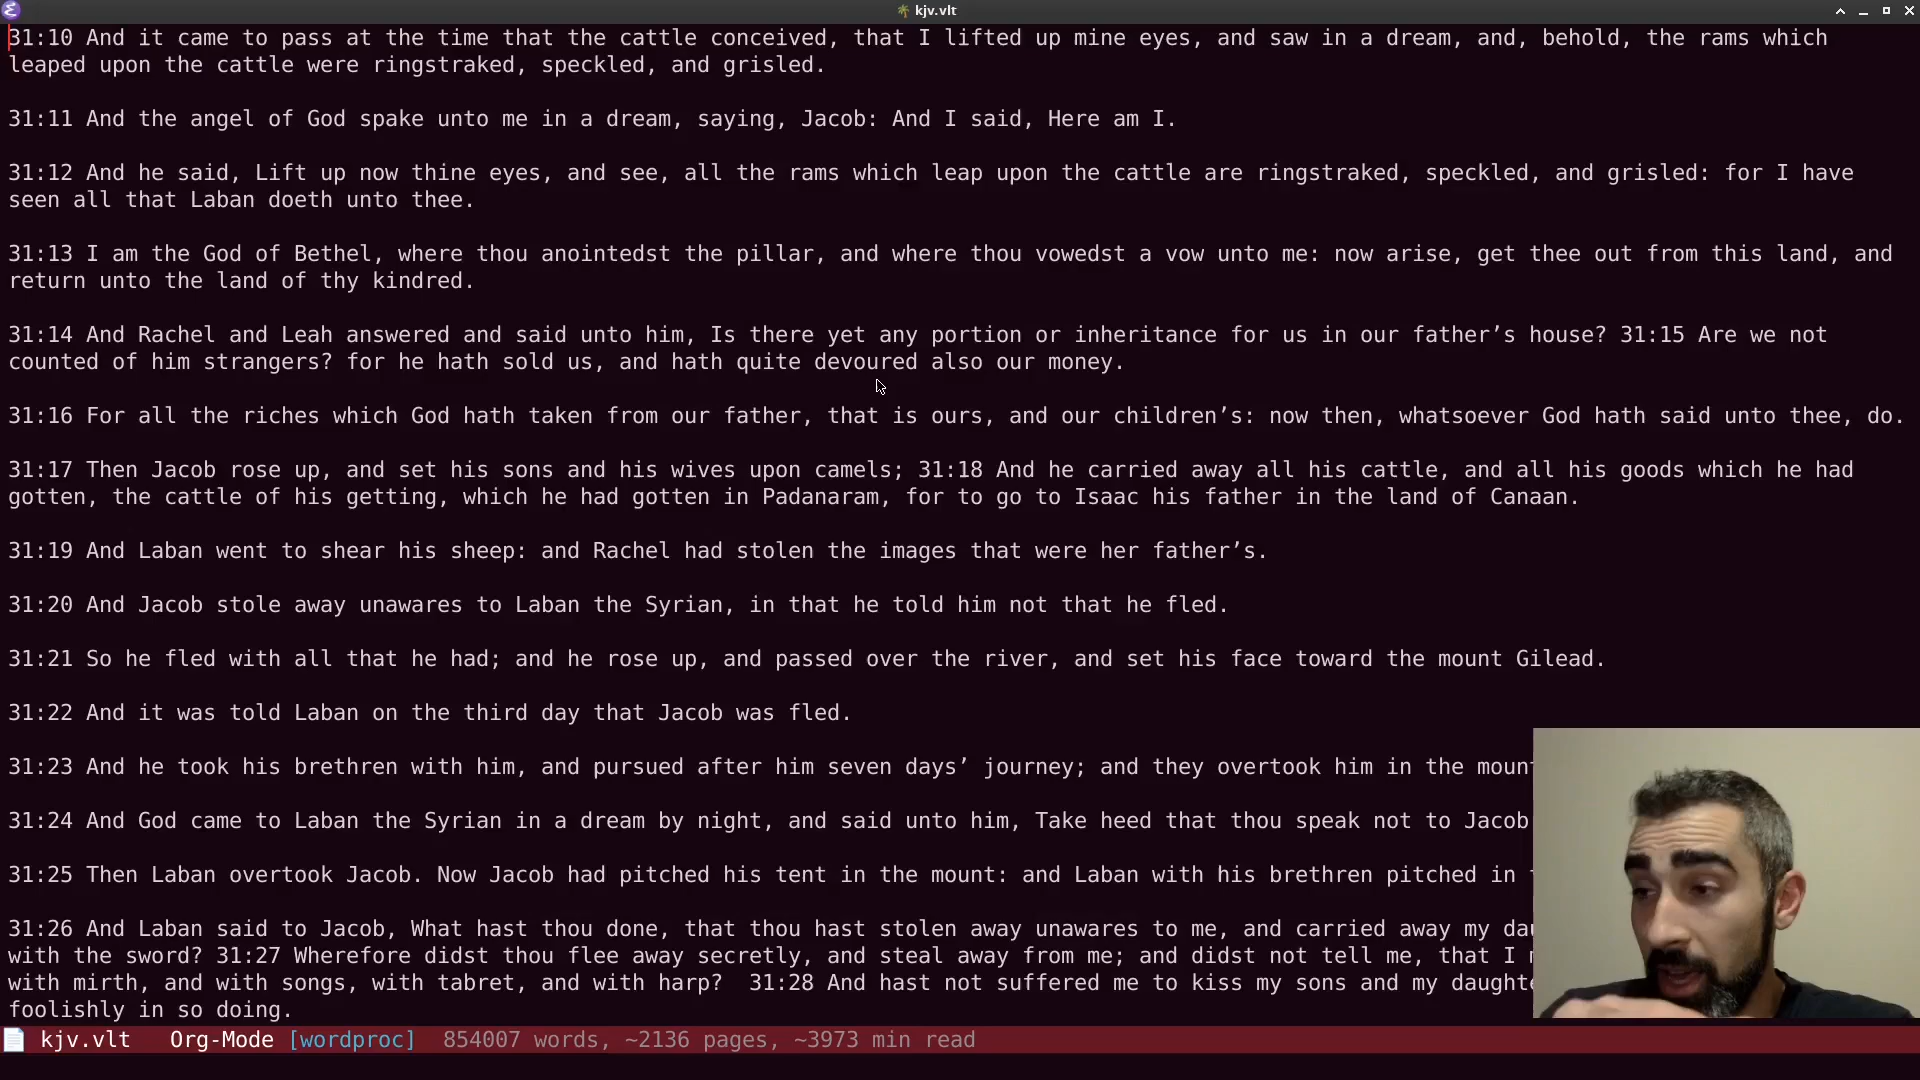 kjv.vlt
31:10 And it came to pass at the time that the cattle conceived, that I lifted up mine eyes, and saw in a dream, and, behold, the rams which
leaped upon the cattle were ringstraked, speckled, and grisled.
31:11 And the angel of God spake unto me in a dream, saying, Jacob: And I said, Here am I.
31:12 And he said, Lift up now thine eyes, and see, all the rams which leap upon the cattle are ringstraked, speckled, and grisled: for I have
seen all that Laban doeth unto thee.
31:13 I am the God of Bethel, where thou anointedst the pillar, and where thou vowedst a vow unto me: now arise, get thee out from this land, and
return unto the land of thy kindred.
31:14 And Rachel and Leah answered and said unto him, Is there yet any portion or inheritance for us in our father’s house? 31:15 Are we not
counted of him strangers? for he hath sold us, and hath quite devoured also our money.
31:16 For all the riches which God hath taken from our father, that is ours, and our children’s: now then, whatsoever God hath said unto thee, do.
31:17 Then Jacob rose up, and set his sons and his wives upon camels; 31:18 And he carried away all his cattle, and all his goods which he had
gotten, the cattle of his getting, which he had gotten in Padanaram, for to go to Isaac his father in the land of Canaan.
31:19 And Laban went to shear his sheep: and Rachel had stolen the images that were her father’s.
31:20 And Jacob stole away unawares to Laban the Syrian, in that he told him not that he fled.
31:21 So he fled with all that he had; and he rose up, and passed over the river, and set his face toward the mount Gilead.
31:22 And it was told Laban on the third day that Jacob was fled.
31:23 And he took his brethren with him, and pursued after him seven days’ journey; and they overtook him in the moun
31:24 And God came to Laban the Syrian in a dream by night, and said unto him, Take heed that thou speak not to Jacob
31:25 Then Laban overtook Jacob. Now Jacob had pitched his tent in the mount: and Laban with his brethren pitched in
31:26 And Laban said to Jacob, What hast thou done, that thou hast stolen away unawares to me, and carried away my dau
with the sword? 31:27 Wherefore didst thou flee away secretly, and steal away from me; and didst not tell me, that I
with mirth, and with songs, with tabret, and with harp? 31:28 And hast not suffered me to kiss my sons and my daught
foolishly in so doing.
kjv.vlt Org-Mode [wordproc] 854007 words, ~2136 pages, ~3973 min read